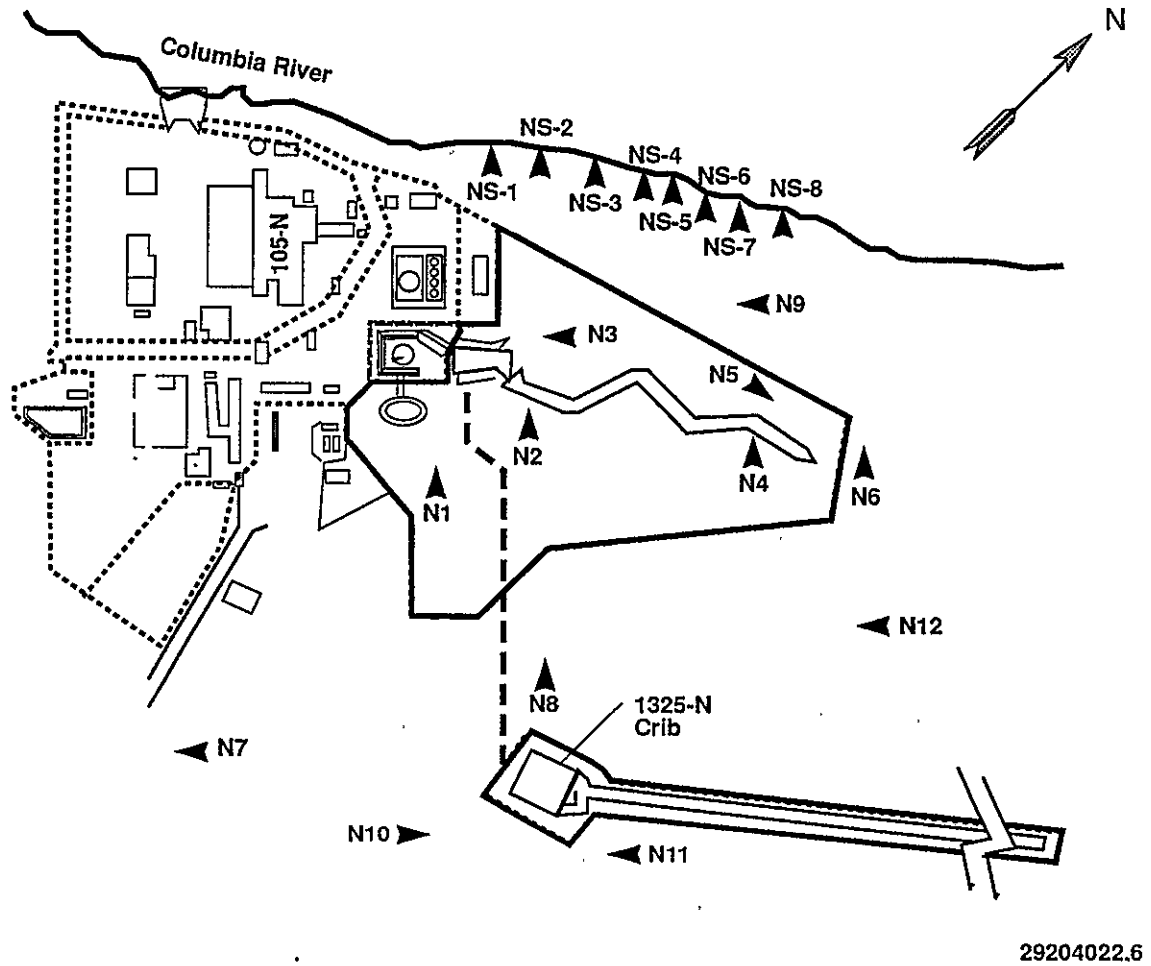 N
Columbia River
NS-2
NS-4
NS-6
NS-8
NS-1
NS-3
NS-5
NS-7
105-N
N9
N3
N5
N2
N4
N6
N1
N12
N8
1325-N
Crib
N7
N10
N11
29204022.6